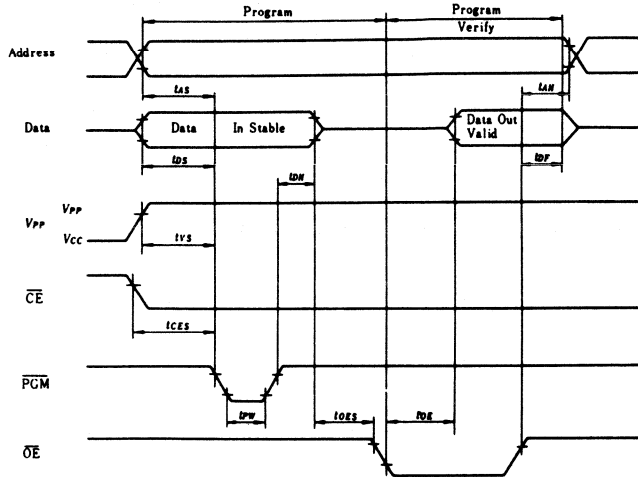 Program
Program
Verify
Address
tAS
tAH
Data
Data In Stable
Data Out
Valid
tDS
tDH
tDF
VPP
VPP
VCC
tVS
CE
tCES
PGM
tPW
tOES
tOE
OE